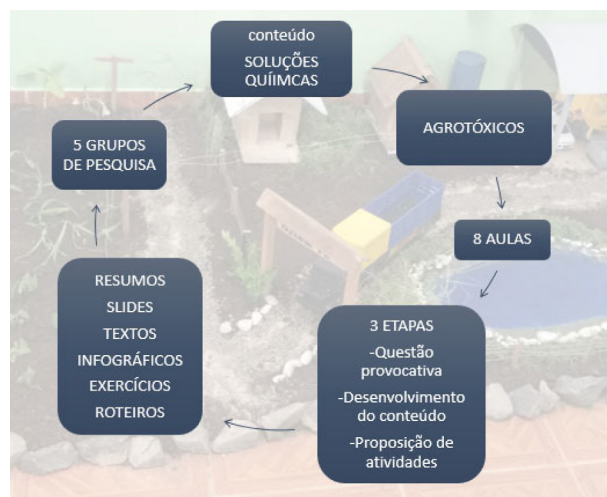 conteúdo
SOLUÇÕES
QUÍIMCAS
AGROTÓXICOS
8 AULAS
3 ETAPAS
-Questão
provocativa
-Desenvolvimento
do conteúdo
-Proposição de
atividades
RESUMOS
SLIDES
TEXTOS
INFOGRÁFICOS
EXERCÍCIOS
ROTEIROS
5 GRUPOS
DE PESQUISA